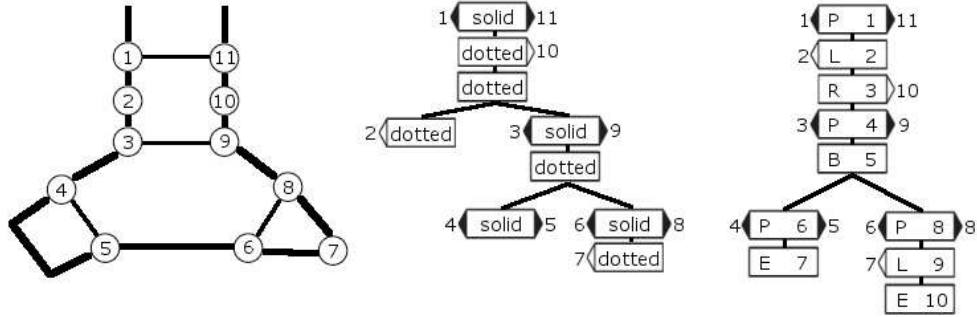 1 11
2 10
3 9
4 8
5 6 7
1 solid 11
dotted 10
dotted
2 dotted 3 solid 9
dotted
4 solid 5 6 solid 8
7 dotted
1 P 1 11
2 L 2
R 3 10
3 P 4 9
B 5
4 P 6 5 6 P 8 8
E 7 7 L 9
E 10